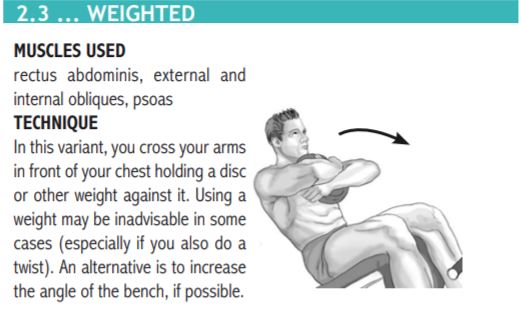 2.3 ... WEIGHTED
MUSCLES USED
rectus abdominis, external and
internal obliques, psoas
TECHNIQUE
In this variant, you cross your arms
in front of your chest holding a disc
or other weight against it. Using a
weight may be inadvisable in some
cases (especially if you also do a
twist). An alternative is to increase
the angle of the bench, if possible.